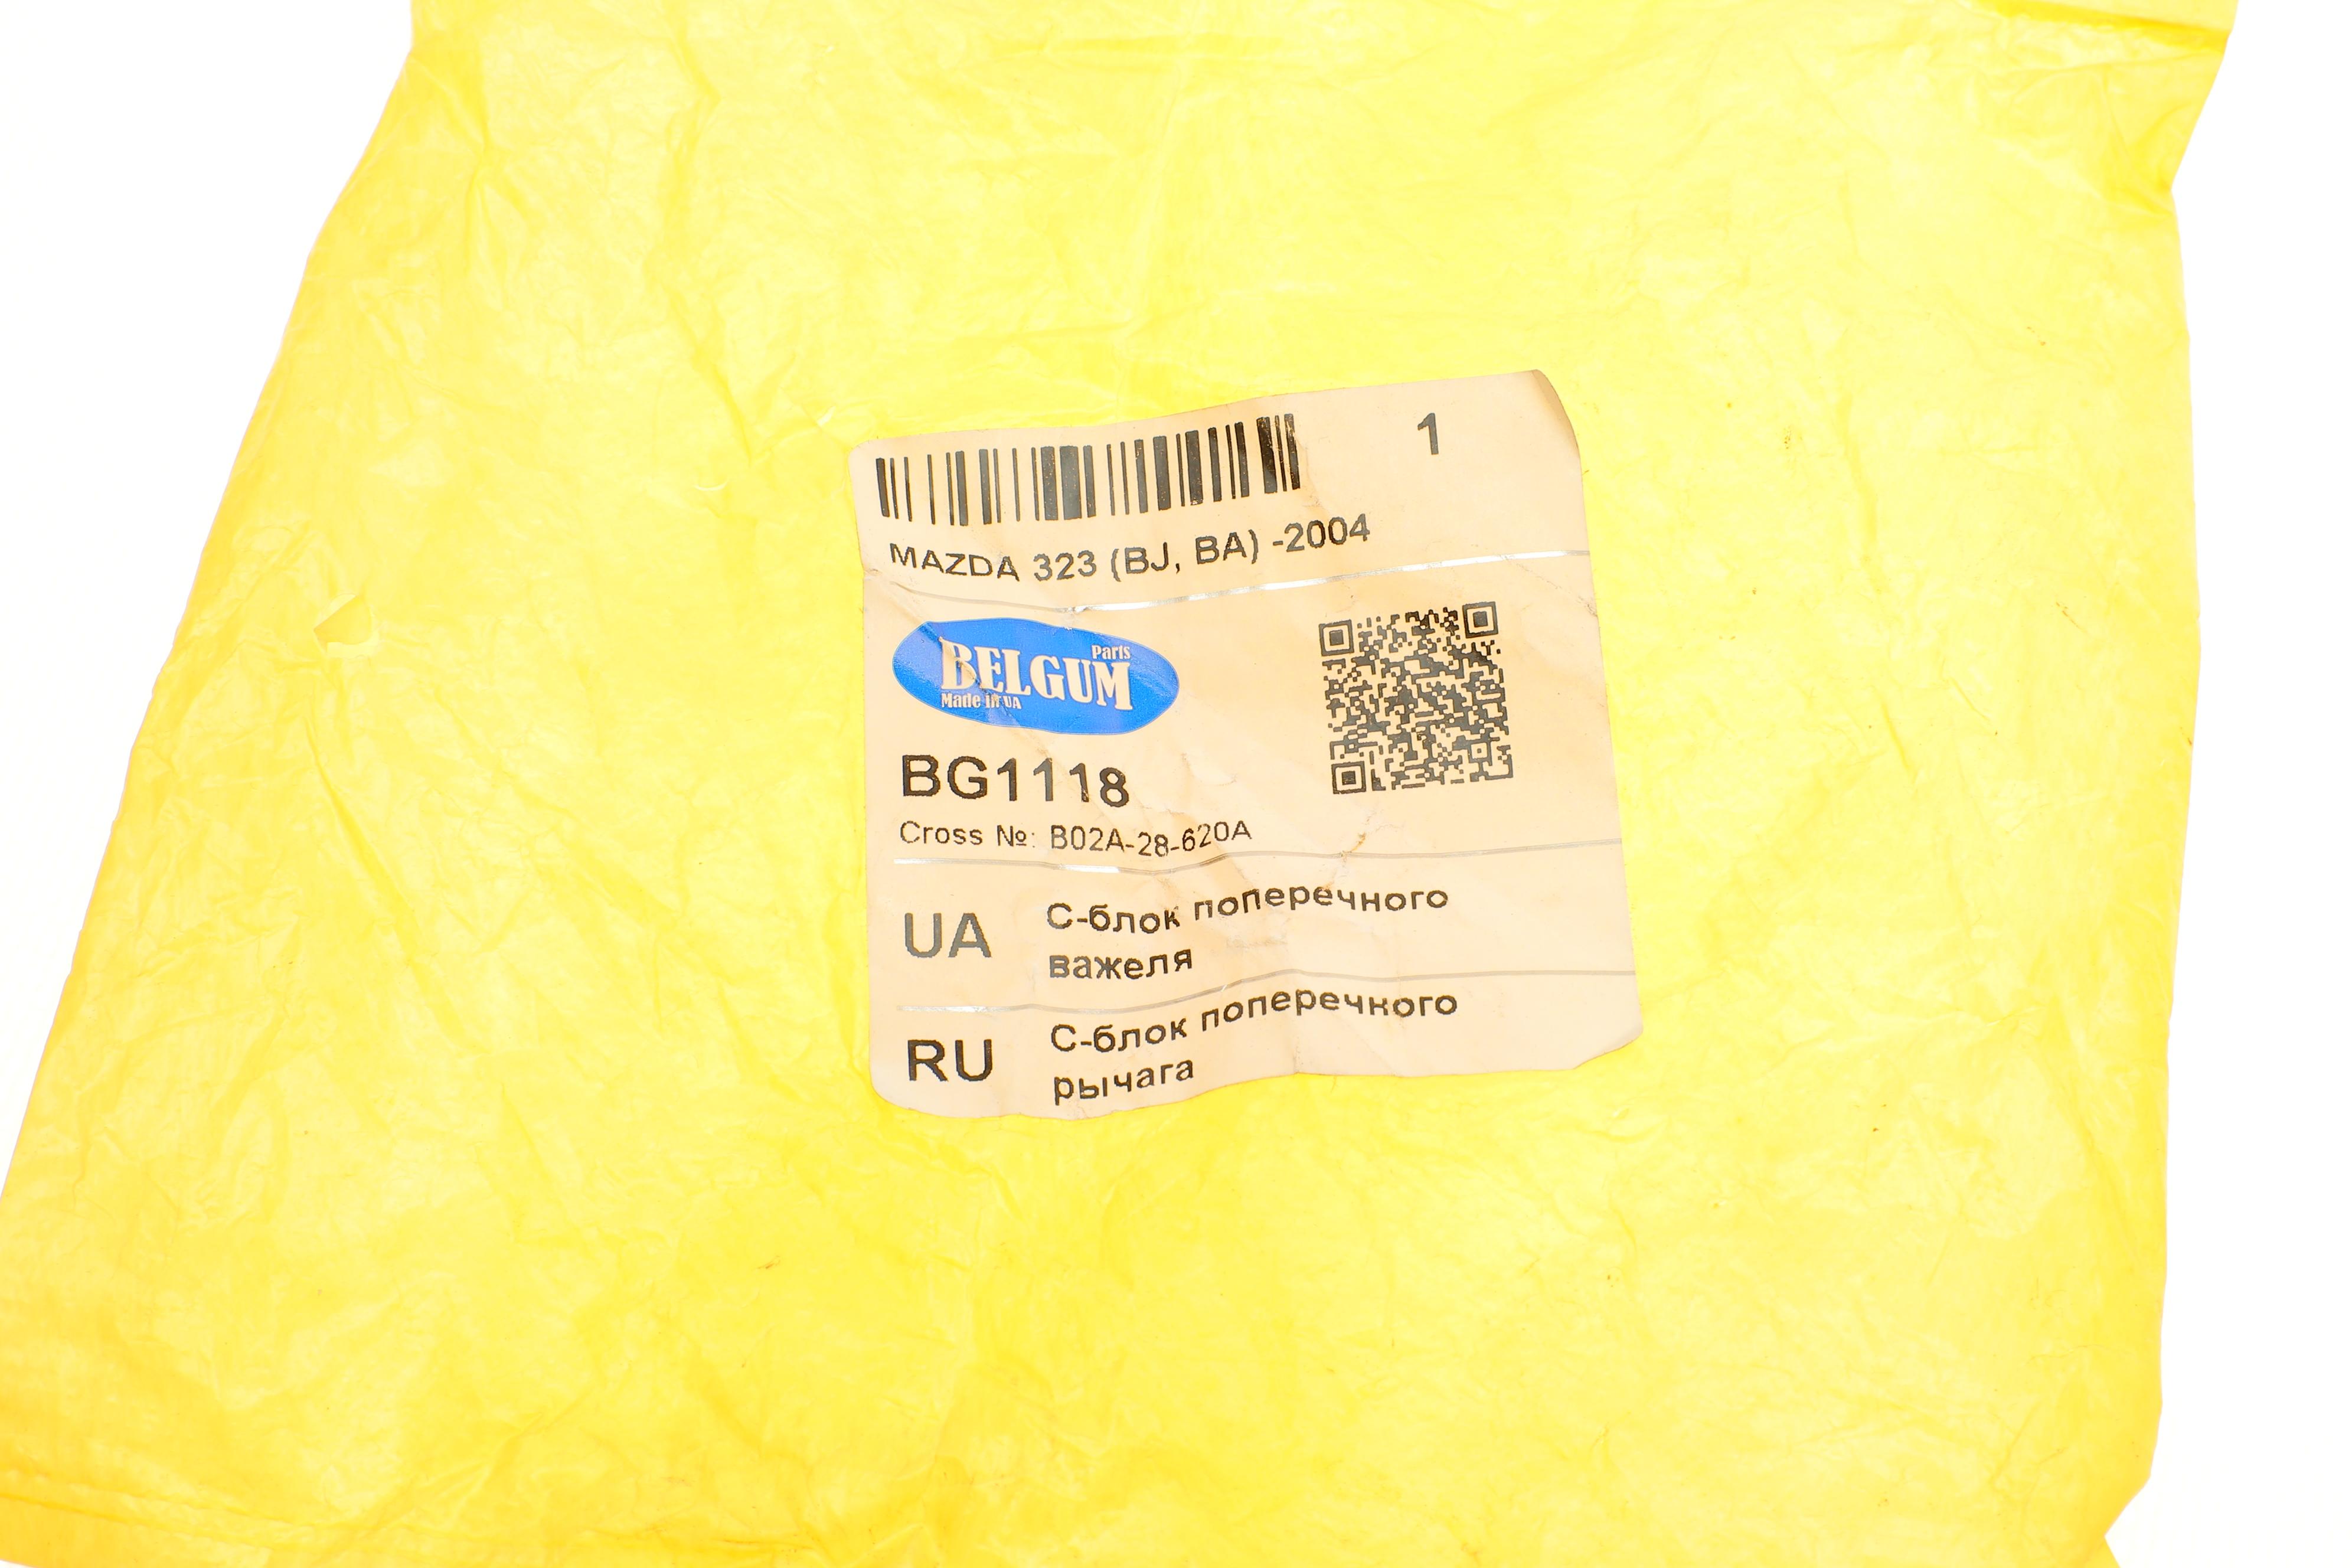 1
MAZDA 323 (BJ, BA) -2004
Parts
BELGUM
Made in UA
BG1118
Cross №: B02A-28-620A
UA С-блок поперечного
важеля
RU С-блок поперечного
рычага